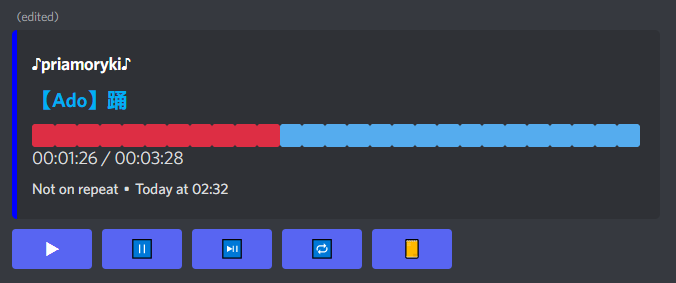 (edited)
♪priamoryki♪
【Ado】踊
00:01:26 / 00:03:28
Not on repeat • Today at 02:32